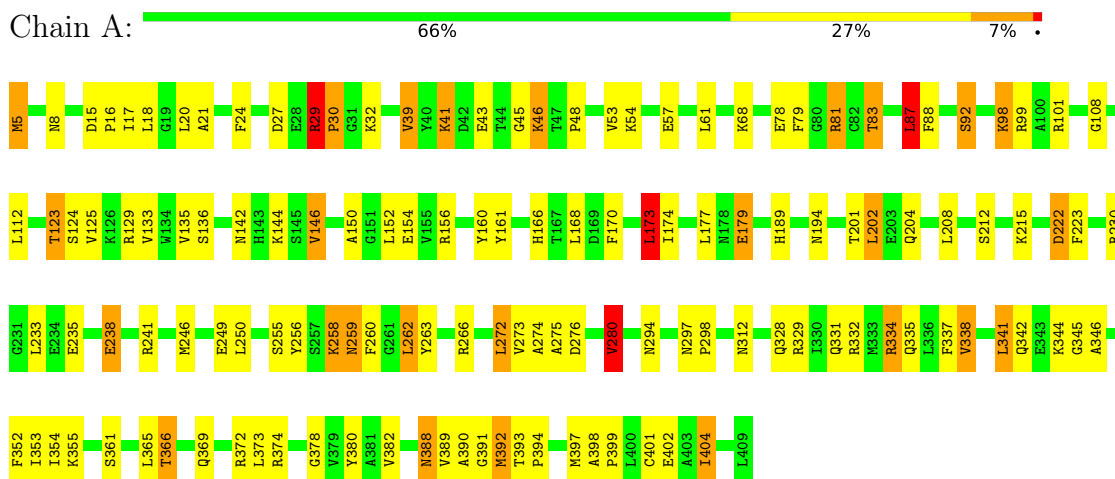 Chain A:
66% 27% 7% •
M5 N8 D15 P16 I17 L18 G19 L20 A21 F24 D27 E28 R29 P30 G31 K32 V39 Y40 K41 D42 E43 T44 G45 K46 T47 P48 V53 K54 E57 L61 K68 E78 F79 G80 R81 C82 T83 L87 F88 S92 K98 R99 A100 R101 G108
L112 T123 S124 V125 K126 R129 V133 W134 V135 S136 N142 H143 K144 S145 V146 A150 G151 L152 E154 V155 R156 Y160 Y161 H166 T167 L168 D169 F170 L173 I174 L177 N178 E179 H189 N194 T201 L202 E203 Q204 L208 S212 K215 D222 F223
G231 L233 E234 E235 E238 R241 M246 E249 L250 S255 Y256 S257 K258 N259 F260 G261 L262 Y263 R266 L272 V273 A274 A275 D276 V280 N294 N297 P298 N312 Q328 R329 I330 Q331 R332 M333 R334 Q335 L336 F337 V338 L341 Q342 E343 K344 G345 A346
F352 I353 I354 K355 S361 L365 T366 Q369 R372 L373 R374 G378 V379 Y380 A381 V382 N388 V389 A390 G391 M392 T393 P394 M397 A398 P399 L400 C401 E402 A403 I404 L409